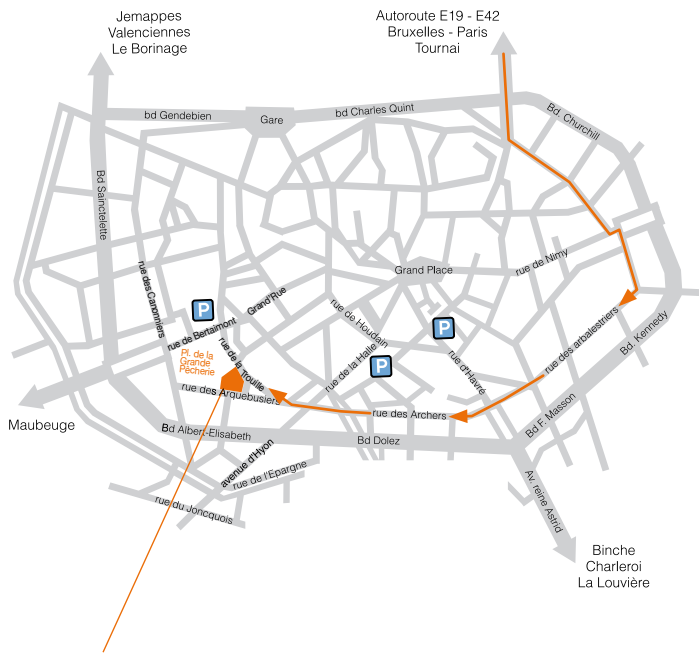 Jemappes
Valenciennes
Le Borinage
Autoroute E19 - E42
Bruxelles - Paris
Tournai
bd Gendebien
Gare
bd Charles Quint
Bd. Churchill
Bd Sainctelette
rue des Canonniers
Grand Place
rue de Nimy
Grand'Rue
P
rue de Bertaimont
rue de Houdain
P
rue des arbalestriers
Bd. Kennedy
Pl. de la
Grande
Pêcherie
rue de la Trouille
rue de la Halle
P
rue d'Havré
rue des Arquebusiers
rue des Archers
Maubeuge
Bd Albert-Elisabeth
Bd Dolez
Bd F. Masson
avenue d'Hyon
rue de l'Epargne
rue du Joncquois
Av. reine Astrid
Binche
Charleroi
La Louvière